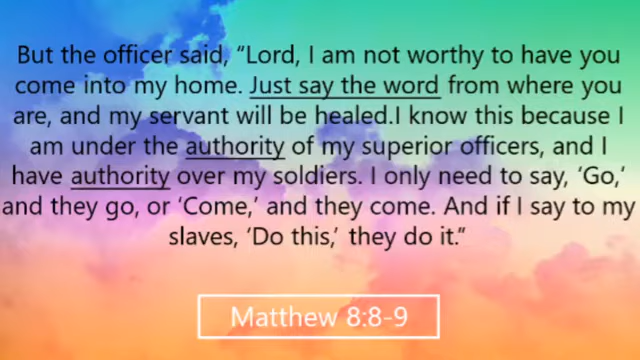 But the officer said, “Lord, I am not worthy to have you
come into my home. Just say the word from where you
are, and my servant will be healed.I know this because I
am under the authority of my superior officers, and I
have authority over my soldiers. I only need to say, ‘Go,’
and they go, or ‘Come,’ and they come. And if I say to my
slaves, ‘Do this,’ they do it.”
Matthew 8:8-9